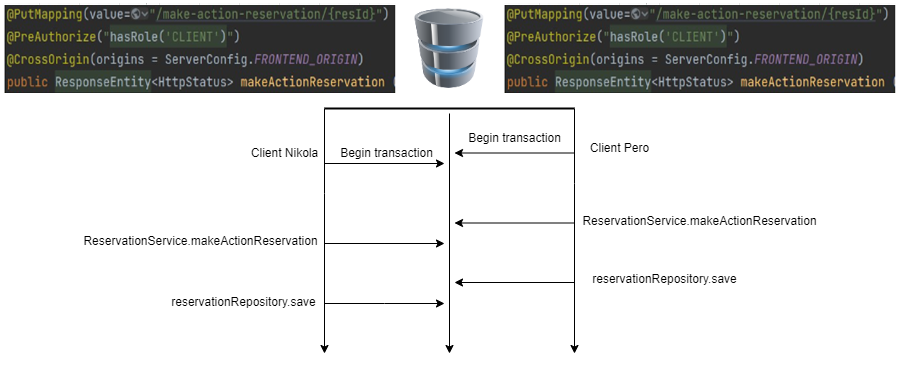 @PutMapping(value="/make-action-reservation/{resId}")
@PreAuthorize("hasRole('CLIENT')")
@CrossOrigin(origins = ServerConfig.FRONTEND_ORIGIN)
public ResponseEntity<HttpStatus> makeActionReservation (
@PutMapping(value="/make-action-reservation/{resId}")
@PreAuthorize("hasRole('CLIENT')")
@CrossOrigin(origins = ServerConfig.FRONTEND_ORIGIN)
public ResponseEntity<HttpStatus> makeActionReservation (
Begin transaction
Client Pero
Client Nikola
Begin transaction
ReservationService.makeActionReservation
ReservationService.makeActionReservation
reservationRepository.save
reservationRepository.save